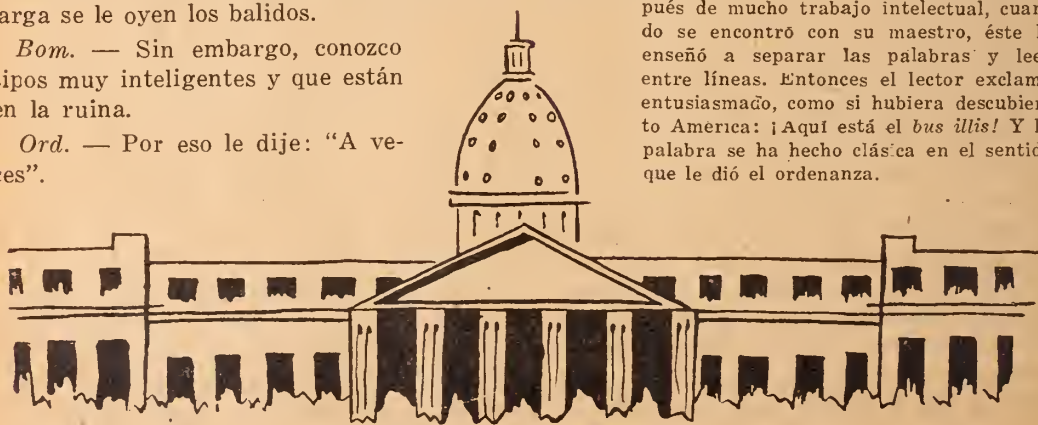 arga se le oyen los balidos.
Bom. — Sin embargo, conozco
tipos muy inteligentes y que están
en la ruina.
Ord. — Por eso le dije: "A ve-
ces".
pués de mucho trabajo intelectual, cuan
do se encontró con su maestro, éste l
enseñó a separar las palabras y lee
entre líneas. Entonces el lector exclam
entusiasmado, como si hubiera descubier
to América: ¡Aquí está el bus illis! Y l
palabra se ha hecho clásica en el sentid
que le dió el ordenanza.